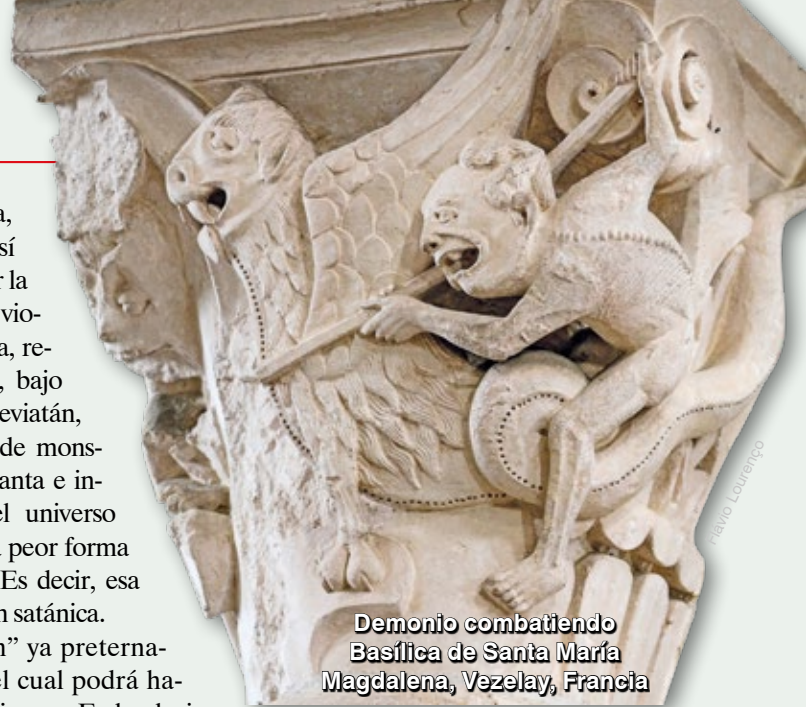 a,
sí
r la
vio-
a, re-
, bajo
eviatán,
de mons-
anta e in-
el universo
peor forma
Es decir, esa
n satánica.
n” ya preterna-
el cual podrá ha-
Flavio Lourenço
Demonio combatiendo
Basílica de Santa María
Magdalena, Vezelay, Francia